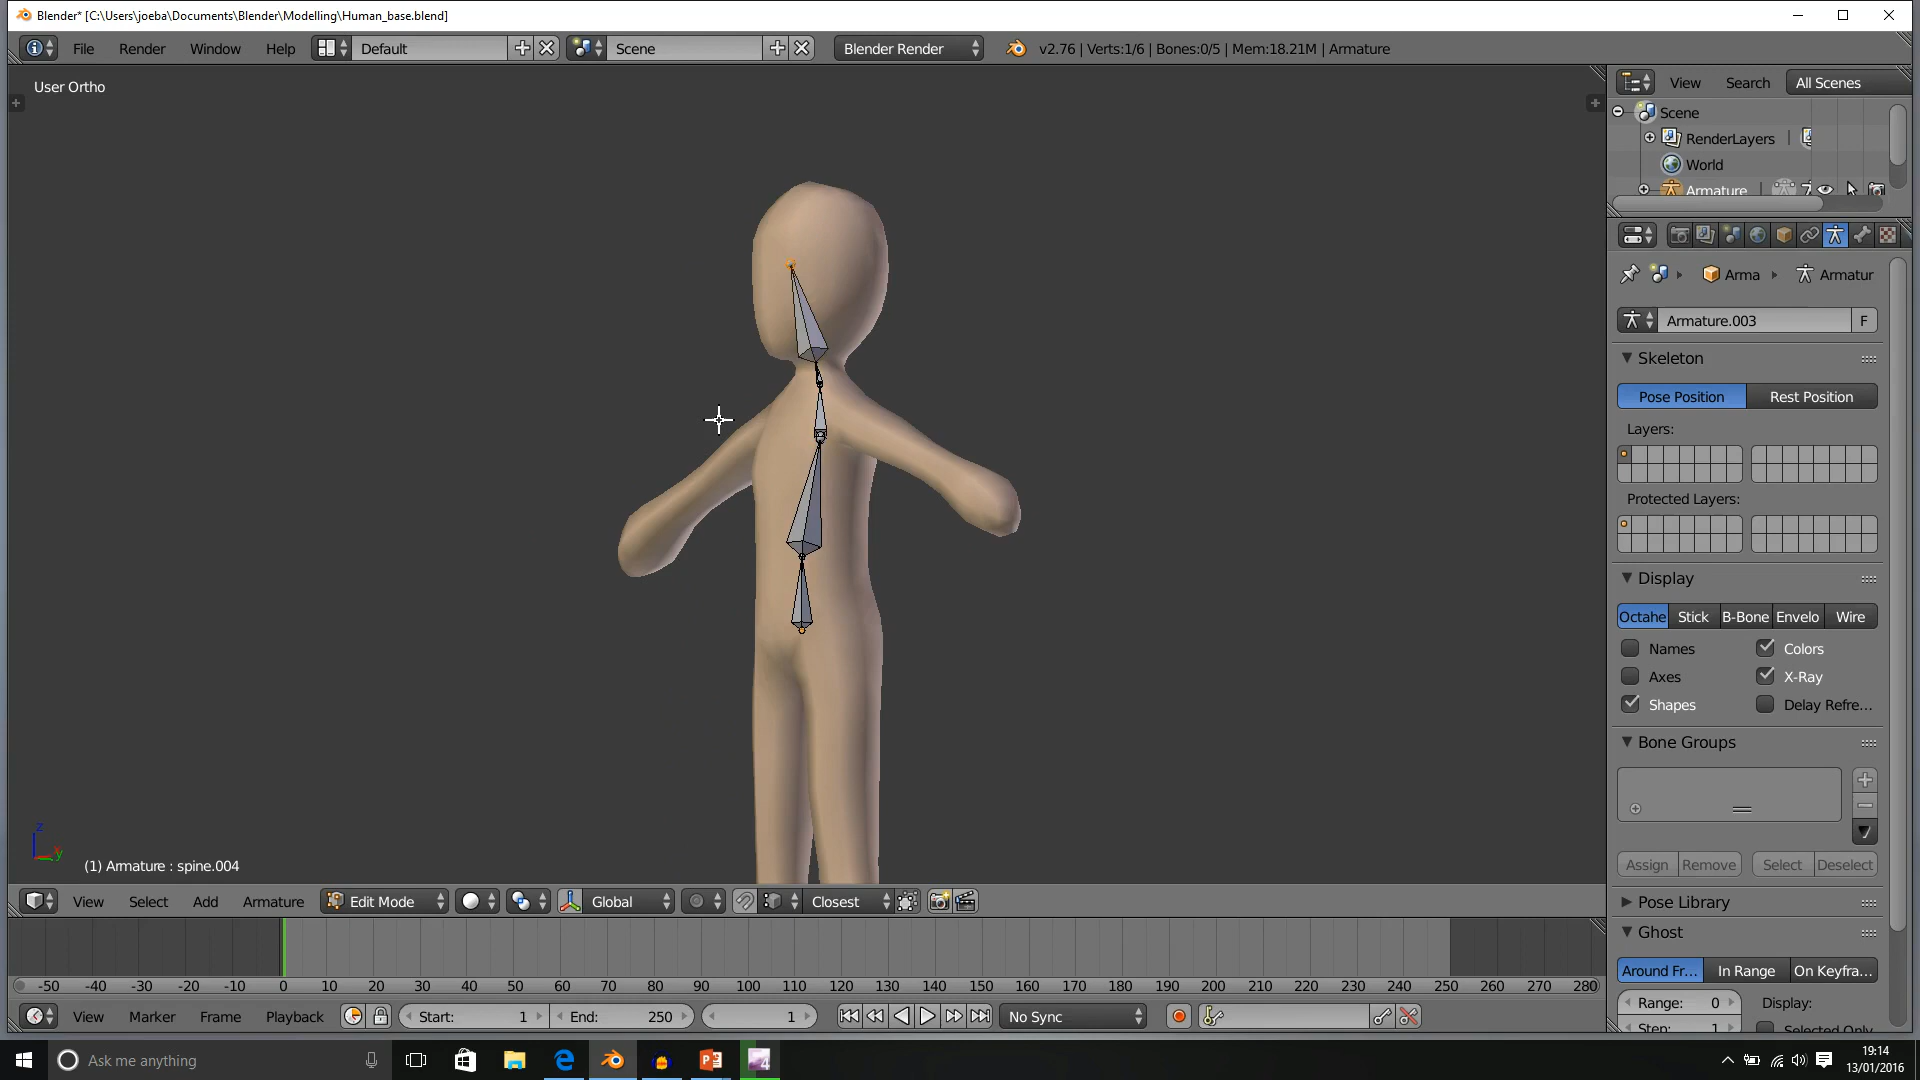 Blender* [C:\Users\joeba\Documents\Blender\Modelling\Human_base.blend]
File Render Window Help Default Scene Blender Render v2.76 | Verts:1/6 | Bones:0/5 | Mem:18.21M | Armature
User Ortho
View Search All Scenes
Scene
RenderLayers
World
Armature
Arma Armatur
Armature.003 F
Skeleton
Pose Position Rest Position
Layers:
Protected Layers:
Display
Octahe Stick B-Bone Envelo Wire
Names Colors
Axes X-Ray
Shapes Delay Refre...
Bone Groups
Assign Remove Select Deselect
Pose Library
Ghost
Around Fr... In Range On Keyfra...
Range: 0 Display:
Step: 1 Selected Only
z
y
(1) Armature : spine.004
View Select Add Armature Edit Mode Global Closest
-50 -40 -30 -20 -10 0 10 20 30 40 50 60 70 80 90 100 110 120 130 140 150 160 170 180 190 200 210 220 230 240 250 260 270 280
View Marker Frame Playback Start: 1 End: 250 1 No Sync
Ask me anything
19:14
13/01/2016